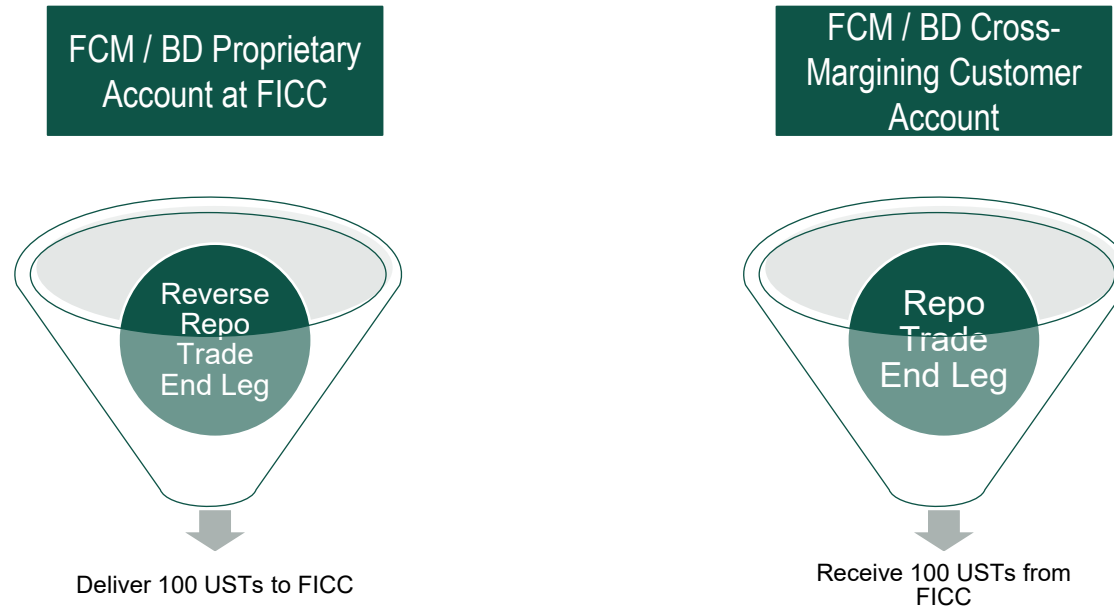 FCM / BD Proprietary
Account at FICC
FCM / BD Cross-
Margining Customer
Account
Reverse
Repo
Trade
End Leg
Repo
Trade
End Leg
Deliver 100 USTs to FICC
Receive 100 USTs from
FICC